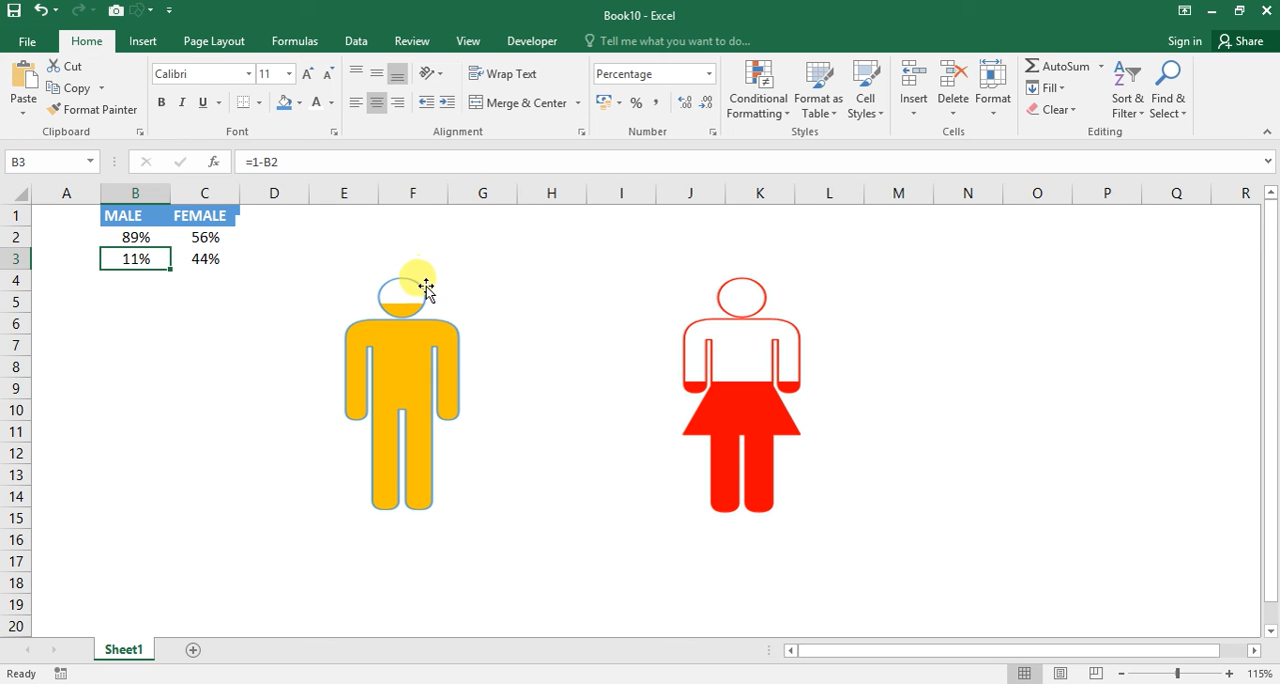 Book10 - Excel
File Home Insert Page Layout Formulas Data Review View Developer Tell me what you want to do... Sign in Share
Paste Cut Copy Format Painter Clipboard
Calibri 11 B I U A Font
Wrap Text Merge & Center Alignment
Percentage % Number
Conditional Formatting Format as Table Cell Styles Styles
Insert Delete Format Cells
AutoSum Fill Clear Sort & Filter Find & Select Editing
B3 fx =1-B2
A B C D E F G H I J K L M N O P Q R
1 MALE FEMALE
2 89% 56%
3 11% 44%
4
5
6
7
8
9
10
11
12
13
14
15
16
17
18
19
20
Sheet1
Ready 115%